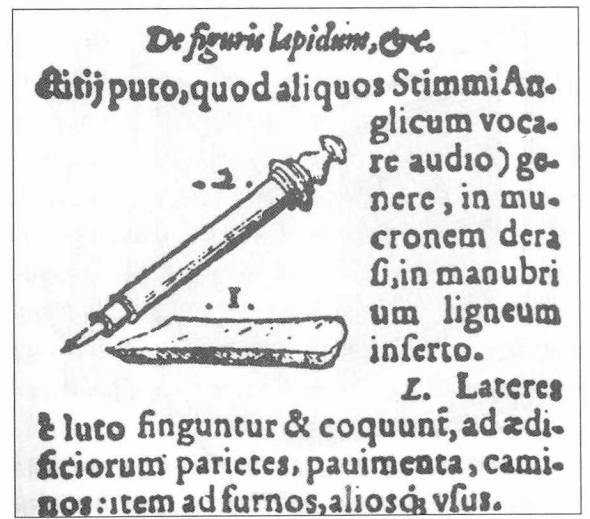 De figuris lapidum, &c.
ctitij puto, quod aliquos Stimmi An-
glicum voca-
re audio) ge-
nere: in mu-
cronem dera
si, in manubri
um ligneum
inserto.
.2.
1.
L. Lateres
è luto finguntur & coquunt̃, ad ædi-
ficiorum parietes, pauimenta, cami-
nos: item ad furnos, aliosq́; vsus.